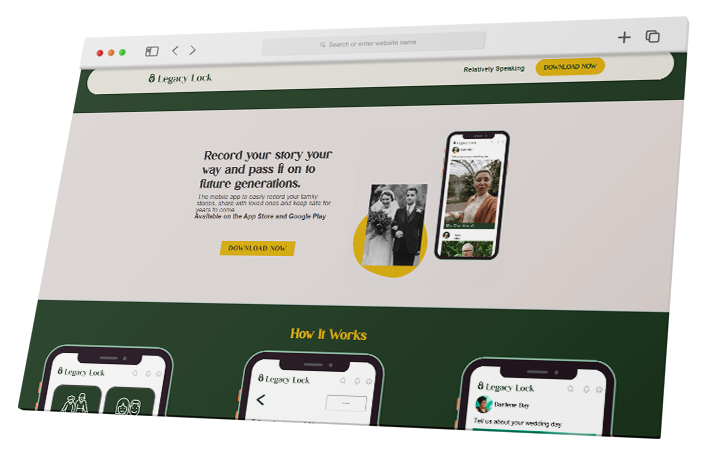 Search or enter website name
Legacy Lock
Relatively Speaking
DOWNLOAD NOW
Record your story your
way and pass it on to
future generations.
The mobile app to easily record your family
stories, share with loved ones and keep safe for
years to come.
Available on the App Store and Google Play
DOWNLOAD NOW
Legacy Lock
How It Works
Legacy Lock
Legacy Lock
Legacy Lock
Darlene Day
Tell us about your wedding day